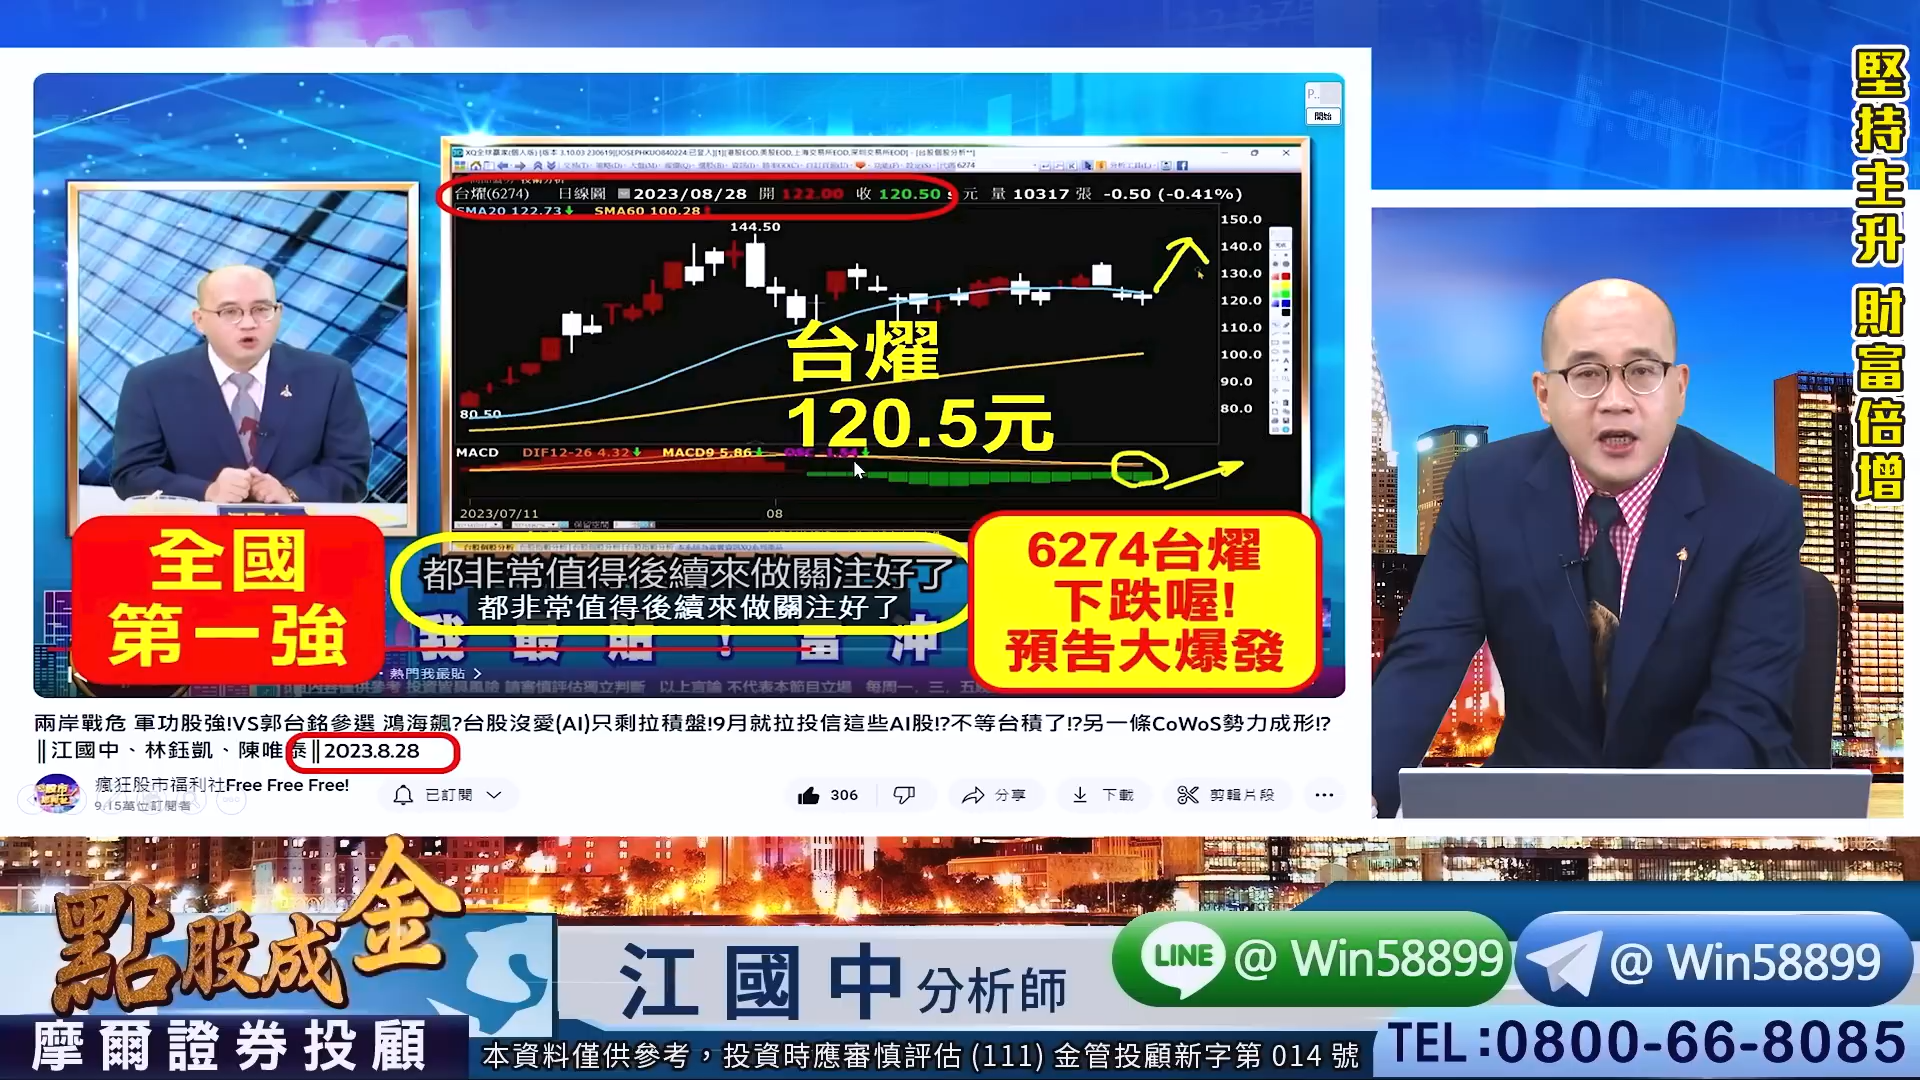 堅持主升 財富倍增
P..
開始
台燿(6274) 日線圖 2023/08/28 開 122.00 收 120.50 s元 量 10317 張 -0.50 (-0.41%)
SMA20 122.73 SMA60 100.28
150.0
144.50
140.0
130.0
120.0
110.0
100.0
90.0
80.0
80.50
台燿
120.5元
MACD DIF12-26 4.32 MACD9 5.86
2023/07/11 08
全國
第一強
都非常值得後續來做關注好了
都非常值得後續來做關注好了
6274台燿
下跌喔!
預告大爆發
我最貼!當沖
熱門我最貼
兩岸戰危 軍功股強!VS郭台銘參選 鴻海飆?台股沒愛(AI)只剩拉積盤!9月就拉投信這些AI股!?不等台積了!?另一條CoWoS勢力成形!?
║江國中、林鈺凱、陳唯泰║2023.8.28
瘋狂股市福利社Free Free Free!
9.15萬位訂閱者
已訂閱
306
分享
下載
剪輯片段
點股成金
摩爾證券投顧
江國中 分析師
LINE @ Win58899
@ Win58899
TEL:0800-66-8085
本資料僅供參考，投資時應審慎評估 (111) 金管投顧新字第 014 號